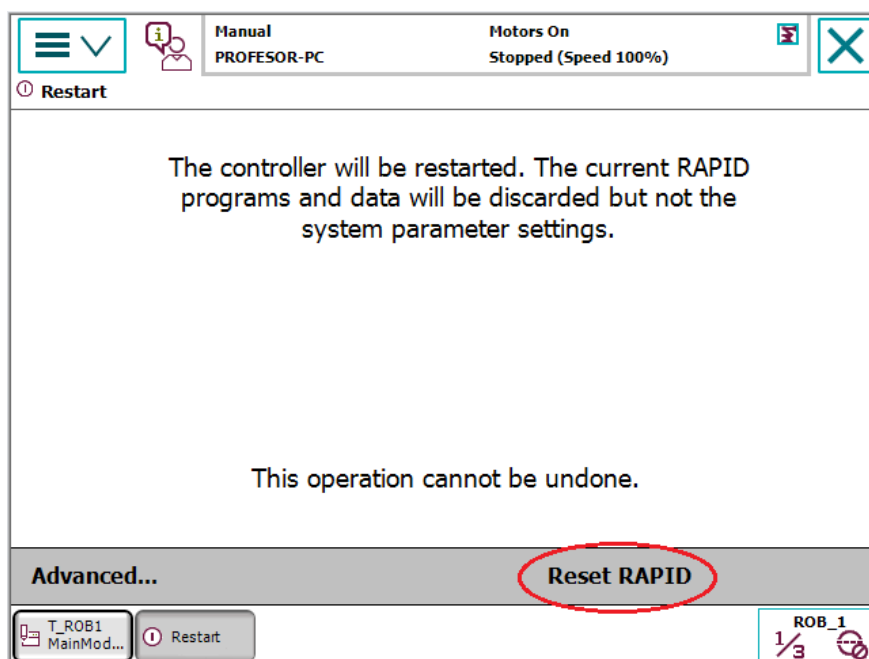 Manual
PROFESOR-PC
Motors On
Stopped (Speed 100%)
Restart
The controller will be restarted. The current RAPID
programs and data will be discarded but not the
system parameter settings.
This operation cannot be undone.
Advanced...
Reset RAPID
T_ROB1
MainMod...
Restart
ROB_1
1/3